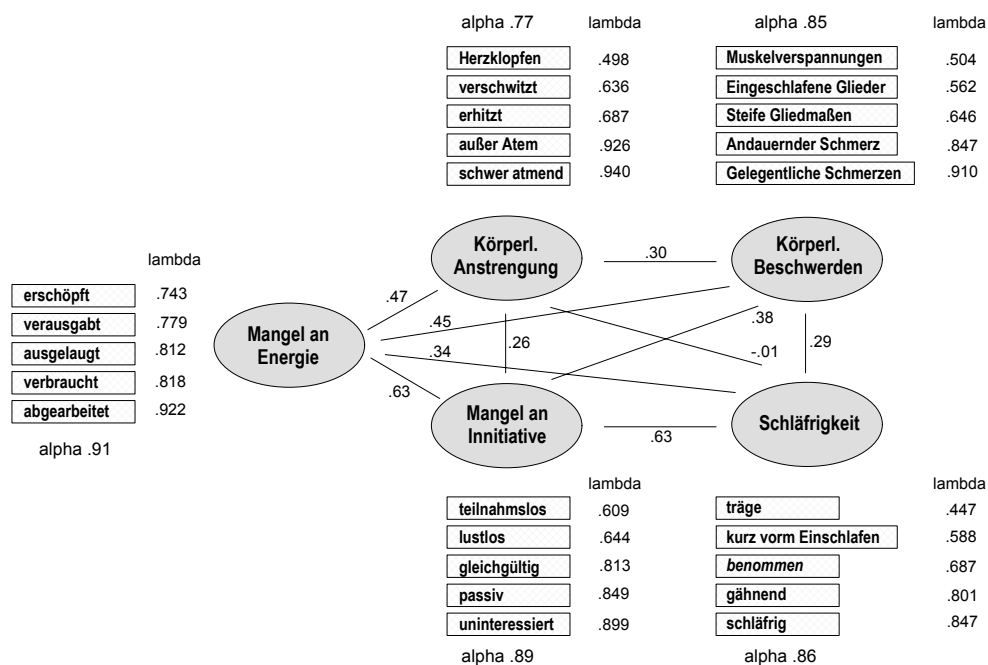 alpha .77 lambda alpha .85 lambda
Herzklopfen .498 Muskelverspannungen .504
verschwitzt .636 Eingeschlafene Glieder .562
erhitzt .687 Steife Gliedmaßen .646
außer Atem .926 Andauernder Schmerz .847
schwer atmend .940 Gelegentliche Schmerzen .910
Körperl. Anstrengung
.30
Körperl. Beschwerden
lambda
erschöpft .743
verausgabt .779
ausgelaugt .812
verbraucht .818
abgearbeitet .922
alpha .91
Mangel an Energie
.47
.45
.34
.63
.26
.38
-.01
.29
Mangel an Innitiative
.63
Schläfrigkeit
lambda lambda
teilnahmslos .609 träge .447
lustlos .644 kurz vorm Einschlafen .588
gleichgültig .813 benommen .687
passiv .849 gähnend .801
uninteressiert .899 schläfrig .847
alpha .89 alpha .86